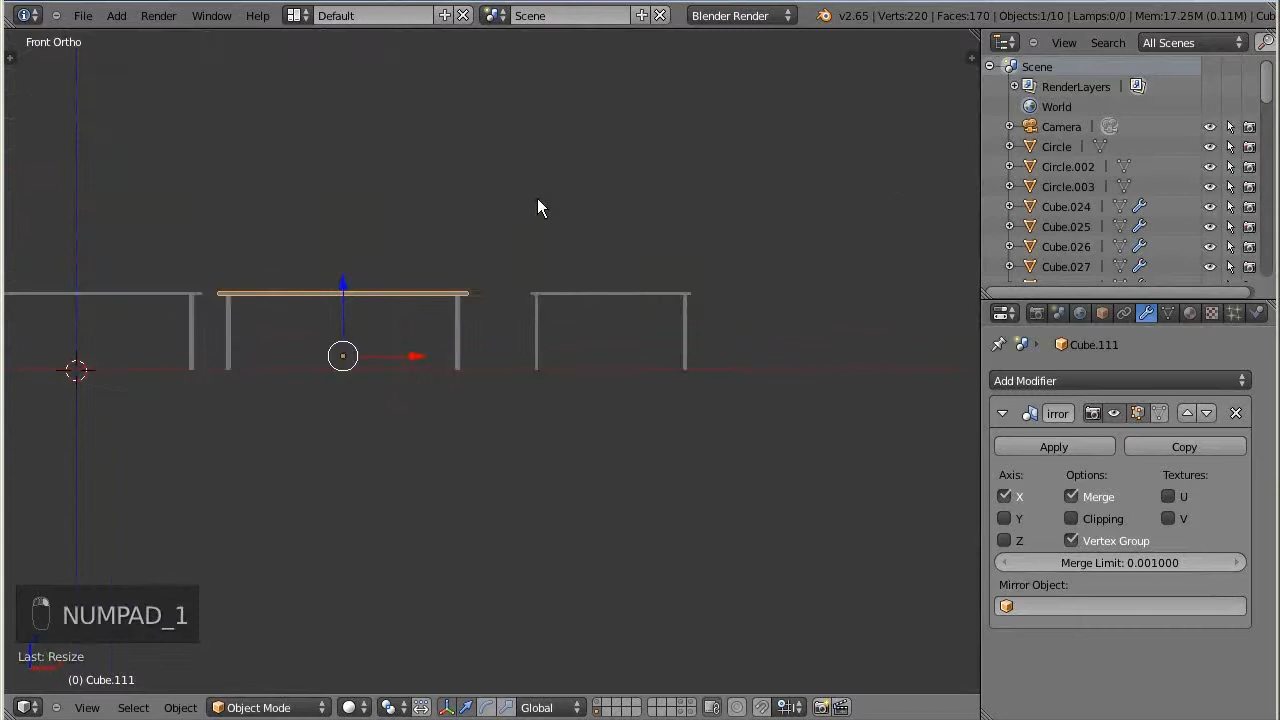 File Add Render Window Help Default Scene Blender Render v2.65 | Verts:220 | Faces:170 | Objects:1/10 | Lamps:0/0 | Mem:17.25M (0.11M) | Cub
Front Ortho
View Search All Scenes
Scene
RenderLayers
World
Camera
Circle
Circle.002
Circle.003
Cube.024
Cube.025
Cube.026
Cube.027
Cube.111
Add Modifier
irror
Apply Copy
Axis: Options: Textures:
X Merge U
Y Clipping V
Z Vertex Group
Merge Limit: 0.001000
Mirror Object:
NUMPAD_1
Last: Resize
(0) Cube.111
View Select Object Object Mode Global